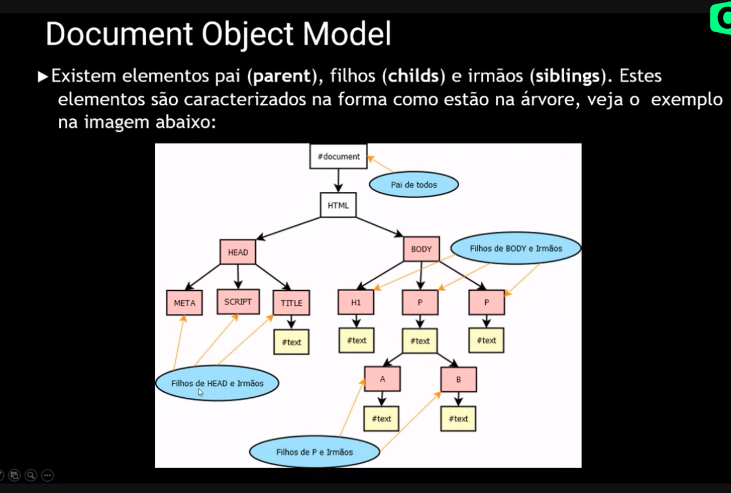 Document Object Model
▶Existem elementos pai (parent), filhos (childs) e irmãos (siblings). Estes
elementos são caracterizados na forma como estão na árvore, veja o exemplo
na imagem abaixo:
#document
Pai de todos
HTML
HEAD
BODY
Filhos de BODY e Irmãos
META
SCRIPT
TITLE
H1
P
P
#text
#text
#text
#text
Filhos de HEAD e Irmãos
A
B
#text
#text
Filhos de P e Irmãos